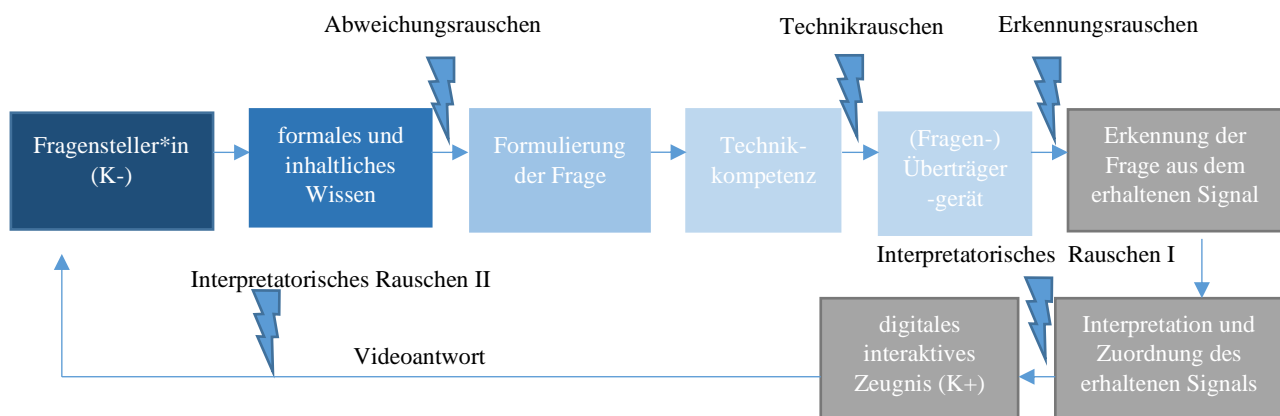 Abweichungsrauschen
Technikrauschen
Erkennungsrauschen
Fragensteller*in
(K-)
formales und
inhaltliches
Wissen
Formulierung
der Frage
Technik-
kompetenz
(Fragen-)
Überträger
-gerät
Erkennung der
Frage aus dem
erhaltenen Signal
Interpretatorisches Rauschen I
Interpretatorisches Rauschen II
Videoantwort
digitales
interaktives
Zeugnis (K+)
Interpretation und
Zuordnung des
erhaltenen Signals